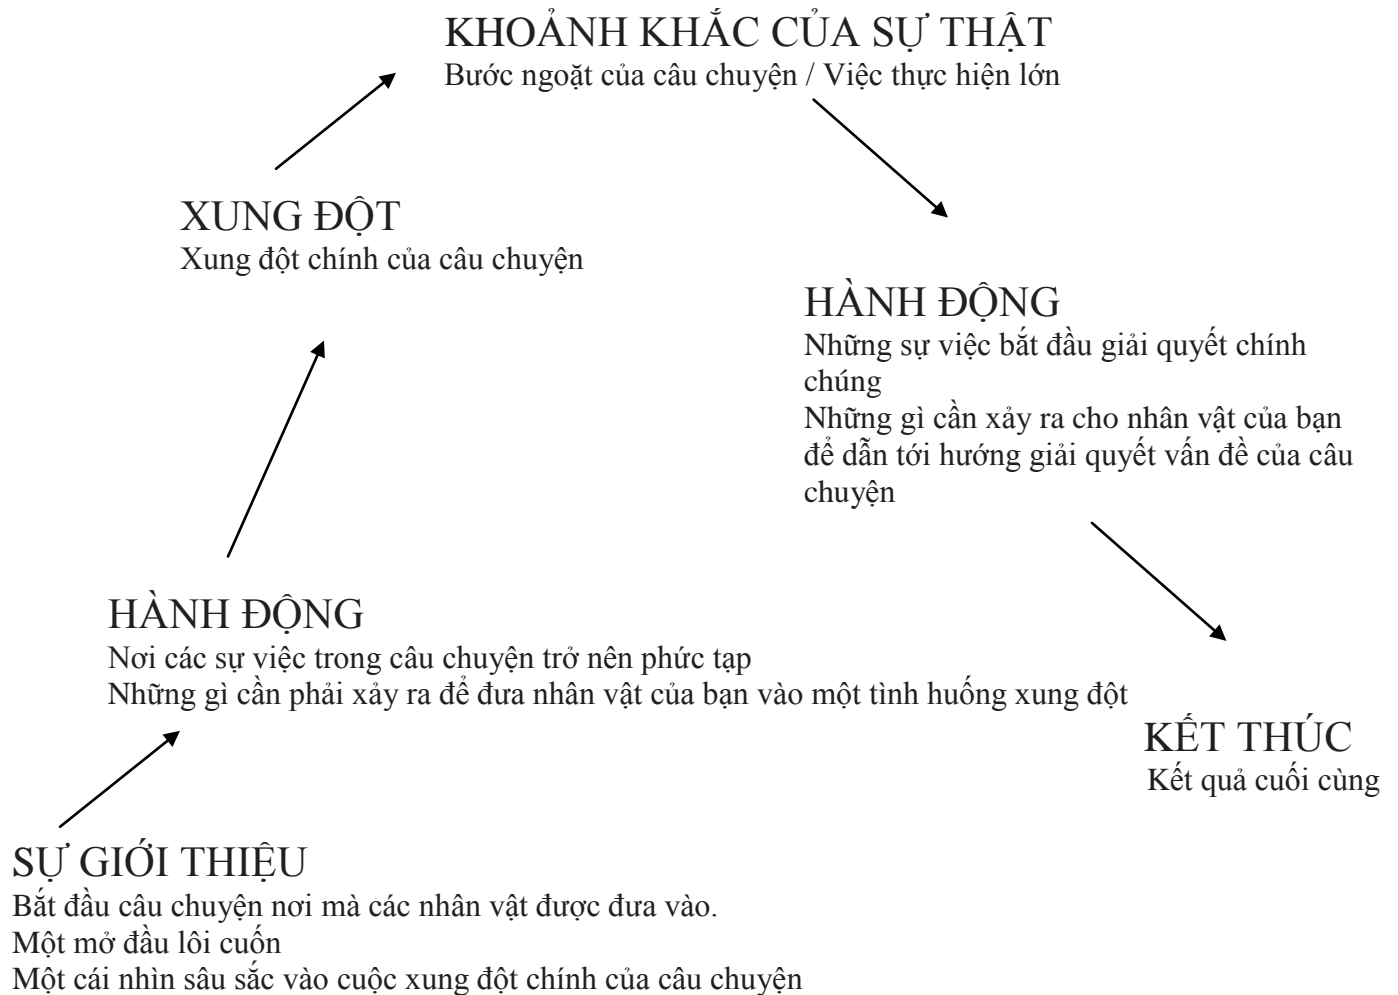 KHOẢNH KHẮC CỦA SỰ THẬT
Bước ngoặt của câu chuyện / Việc thực hiện lớn
XUNG ĐỘT
Xung đột chính của câu chuyện
HÀNH ĐỘNG
Những sự việc bắt đầu giải quyết chính
chúng
Những gì cần xảy ra cho nhân vật của bạn
để dẫn tới hướng giải quyết vấn đề của câu
chuyện
HÀNH ĐỘNG
Nơi các sự việc trong câu chuyện trở nên phức tạp
Những gì cần phải xảy ra để đưa nhân vật của bạn vào một tình huống xung đột
KẾT THÚC
Kết quả cuối cùng
SỰ GIỚI THIỆU
Bắt đầu câu chuyện nơi mà các nhân vật được đưa vào.
Một mở đầu lôi cuốn
Một cái nhìn sâu sắc vào cuộc xung đột chính của câu chuyện